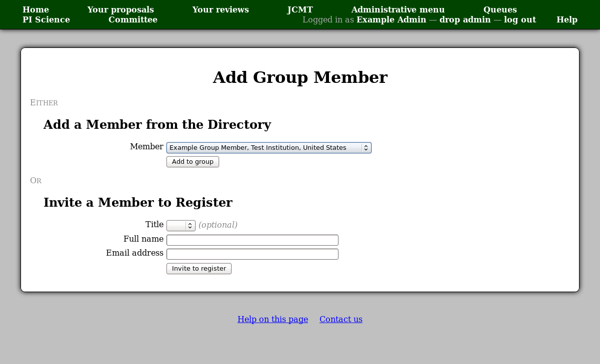 Home Your proposals Your reviews JCMT Administrative menu Queues
PI Science Committee Logged in as Example Admin — drop admin — log out Help
Add Group Member
EITHER
Add a Member from the Directory
Member Example Group Member, Test Institution, United States
Add to group
OR
Invite a Member to Register
Title (optional)
Full name
Email address
Invite to register
Help on this page Contact us